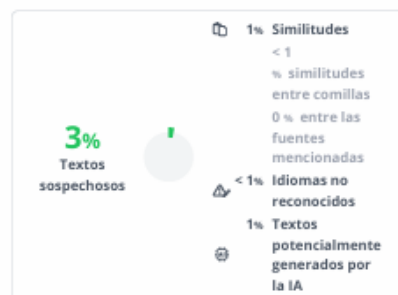 3%
Textos
sospechosos
1% Similitudes
< 1
% similitudes
entre comillas
0 % entre las
fuentes
mencionadas
< 1% Idiomas no
reconocidos
1% Textos
potencialmente
generados por
la IA